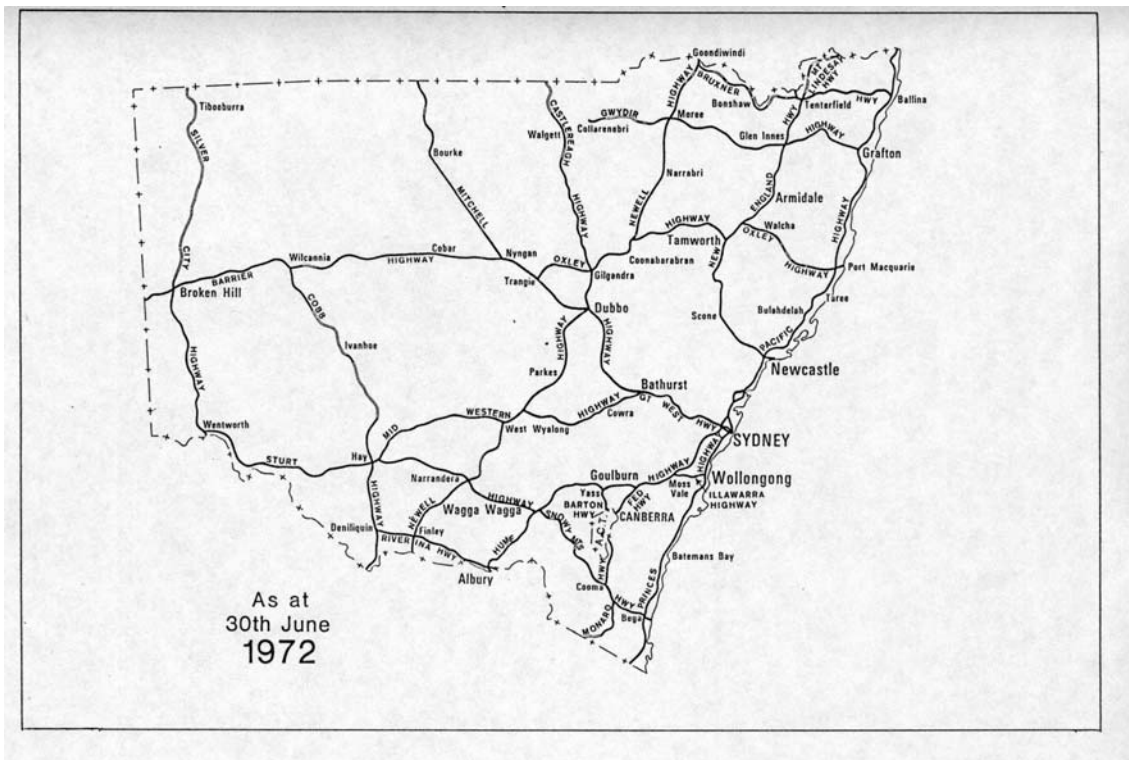 Goondiwindi
Tibooburra
SILVER
CITY
HIGHWAY
CASTLEREAGH
HIGHWAY
Walgett
GWYDIR
HIGHWAY
Collarenebri
HIGHWAY
BRUXNER
HWY
Bonshaw
MT
LINDESAY
HWY
Tenterfield
Ballina
HWY
Moree
Glen Innes
Grafton
Bourke
MITCHELL
Narrabri
NEWELL
ENGLAND
Armidale
HIGHWAY
Walcha
OXLEY
HIGHWAY
Tamworth
NEW
Coonabarabran
Port Macquarie
HIGHWAY
Cobar
Nyngan
Wilcannia
HIGHWAY
BARRIER
Broken Hill
OXLEY
Trangie
Gilgandra
Taree
Bulahdelah
Scone
Dubbo
COBB
Ivanhoe
HIGHWAY
HIGHWAY
PACIFIC
Newcastle
Parkes
Bathurst
GT
WEST
HWY
HIGHWAY
Cowra
WESTERN
MID
West Wyalong
SYDNEY
Wentworth
STURT
Hay
HIGHWAY
Narrandera
NEWELL
HIGHWAY
Wagga Wagga
Goulburn
HIGHWAY
Moss
Vale
Wollongong
ILLAWARRA
HIGHWAY
Yass
BARTON
HWY
FED
HWY
A.C.T.
CANBERRA
SNOWY
MTS
HWY
Deniliquin
Finley
RIVERINA HWY
HUME
Albury
Batemans Bay
PRINCES
Cooma
HWY
Bega
MONARO
As at
30th June
1972